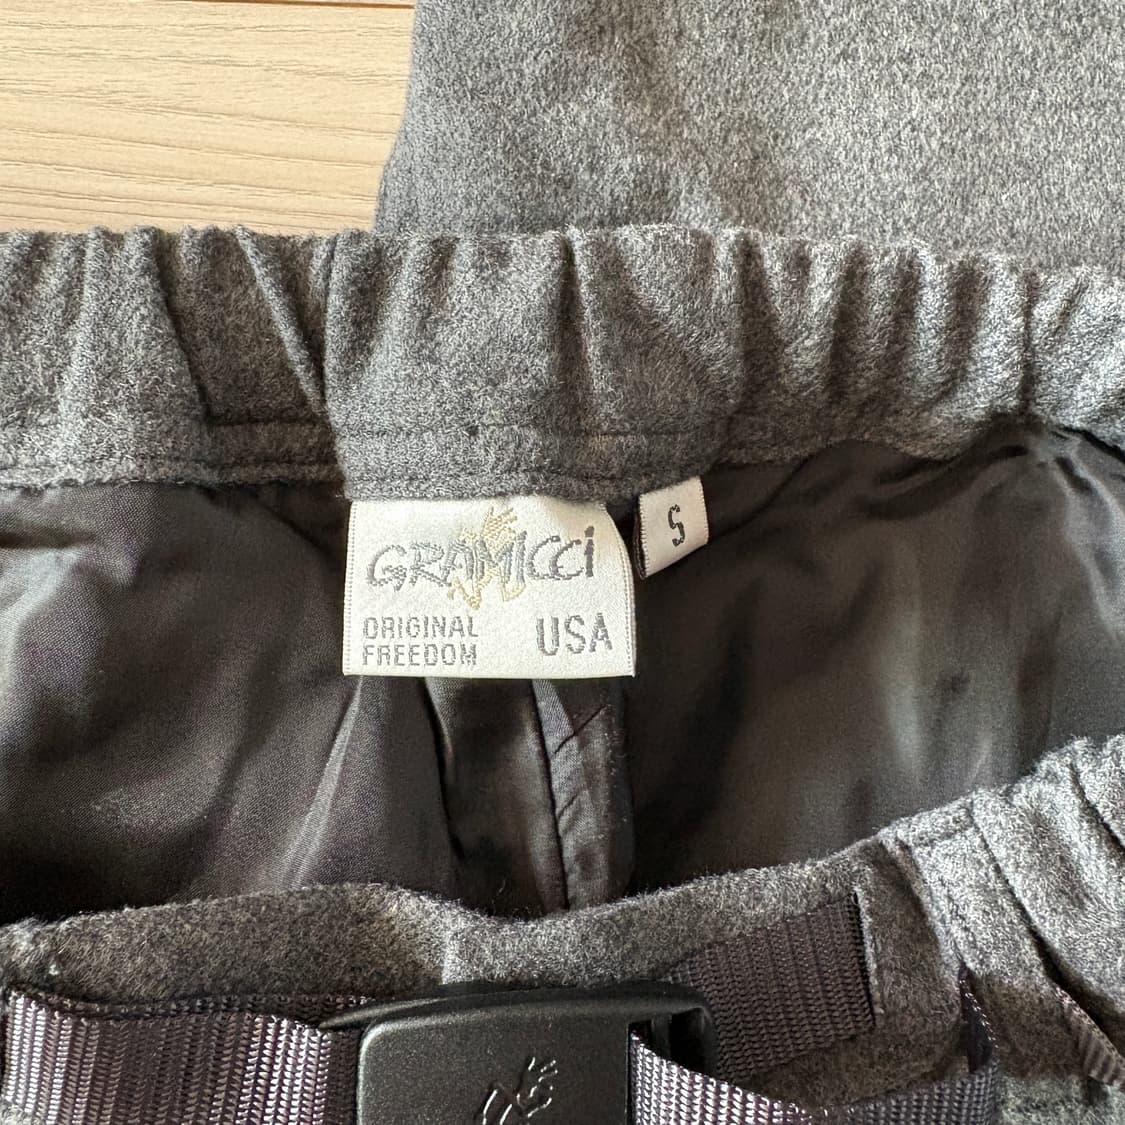 GRAMICCi
ORIGINAL
FREEDOM
USA
S